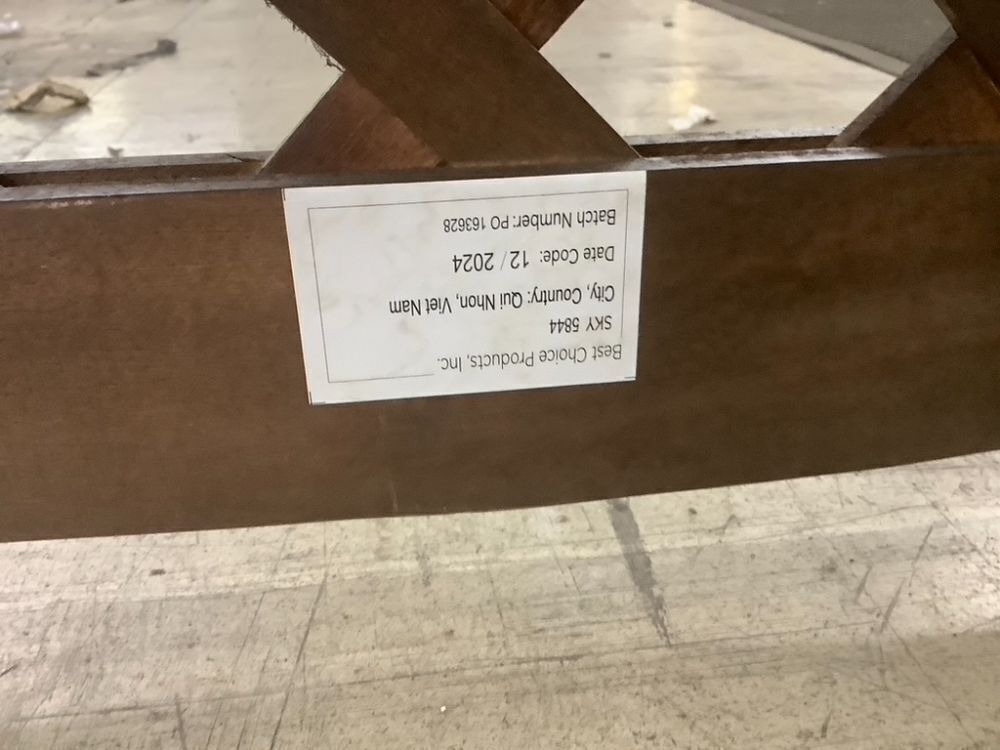 Best Choice Products, Inc.
SKY 5844
City, Country: Qui Nhon, Viet Nam
Date Code: 12 / 2024
Batch Number: PO 163628